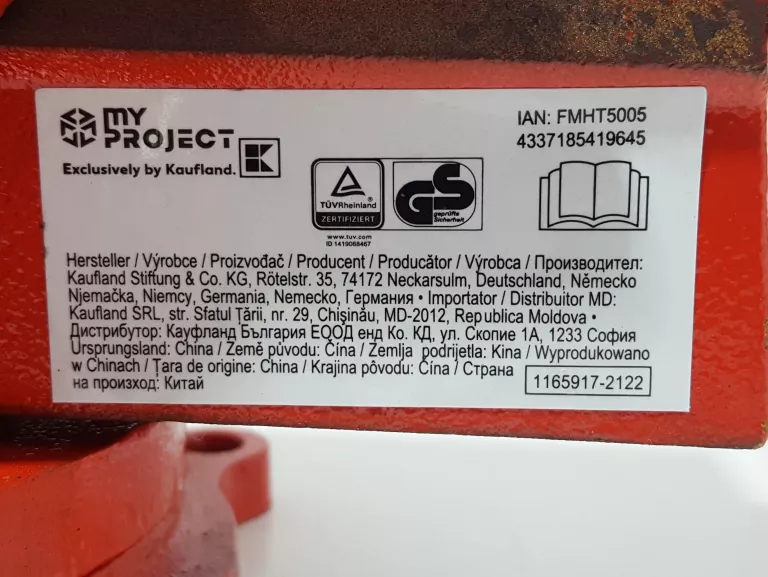 MY
PROJECT
Exclusively by Kaufland.
K
IAN: FMHT5005
4337185419645
TÜVRheinland
ZERTIFIZIERT
www.tuv.com
ID 1419068467
GS
geprüfte
Sicherheit
Hersteller / Výrobce / Proizvođač / Producent / Producător / Výrobca / Производител:
Kaufland Stiftung & Co. KG, Rötelstr. 35, 74172 Neckarsulm, Deutschland, Německo
Njemačka, Niemcy, Germania, Nemecko, Германия • Importator / Distribuitor MD:
Kaufland SRL, str. Sfatul Țării, nr. 29, Chișinău, MD-2012, Republica Moldova •
Дистрибутор: Кауфланд България ЕООД енд Ко. КД, ул. Скопие 1А, 1233 София
Ursprungsland: China / Země původu: Čína / Zemlja podrijetla: Kina / Wyprodukowano
w Chinach / Țara de origine: China / Krajina pôvodu: Čína / Страна
на произход: Китай
1165917-2122